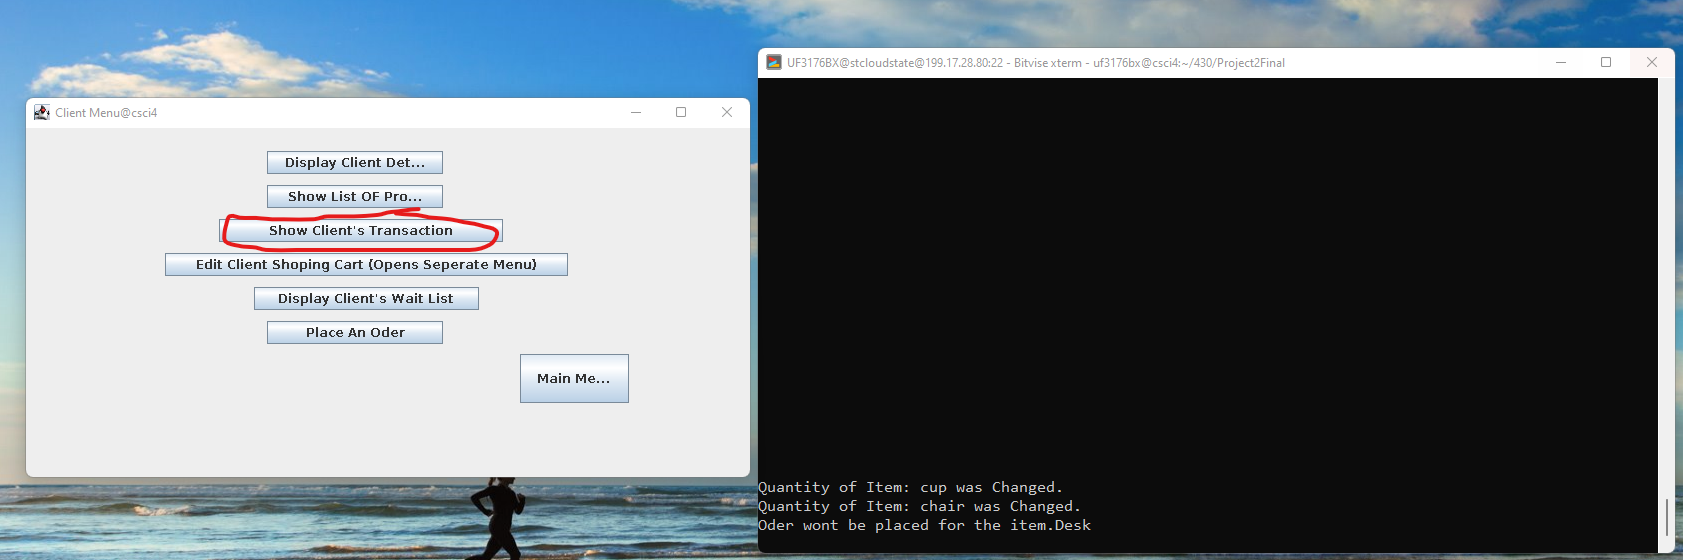 UF3176BX@stcloudstate@199.17.28.80:22 - Bitvise xterm - uf3176bx@csci4:~/430/Project2Final
Client Menu@csci4
Display Client Det...
Show List OF Pro...
Show Client's Transaction
Edit Client Shoping Cart (Opens Seperate Menu)
Display Client's Wait List
Place An Oder
Main Me...
Quantity of Item: cup was Changed.
Quantity of Item: chair was Changed.
Oder wont be placed for the item.Desk